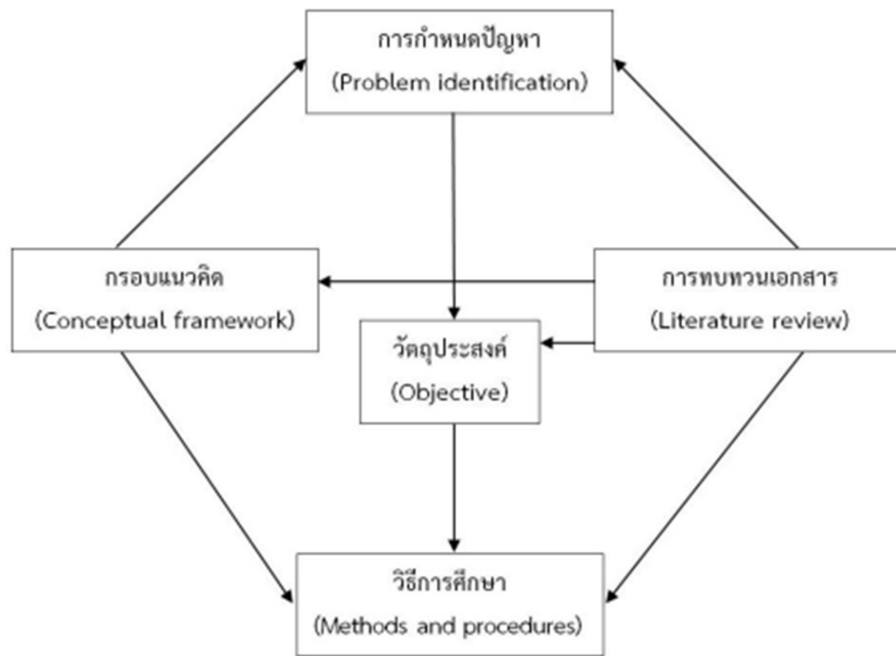 การกำหนดปัญหา
(Problem identification)
กรอบแนวคิด
(Conceptual framework)
การทบทวนเอกสาร
(Literature review)
วัตถุประสงค์
(Objective)
วิธีการศึกษา
(Methods and procedures)